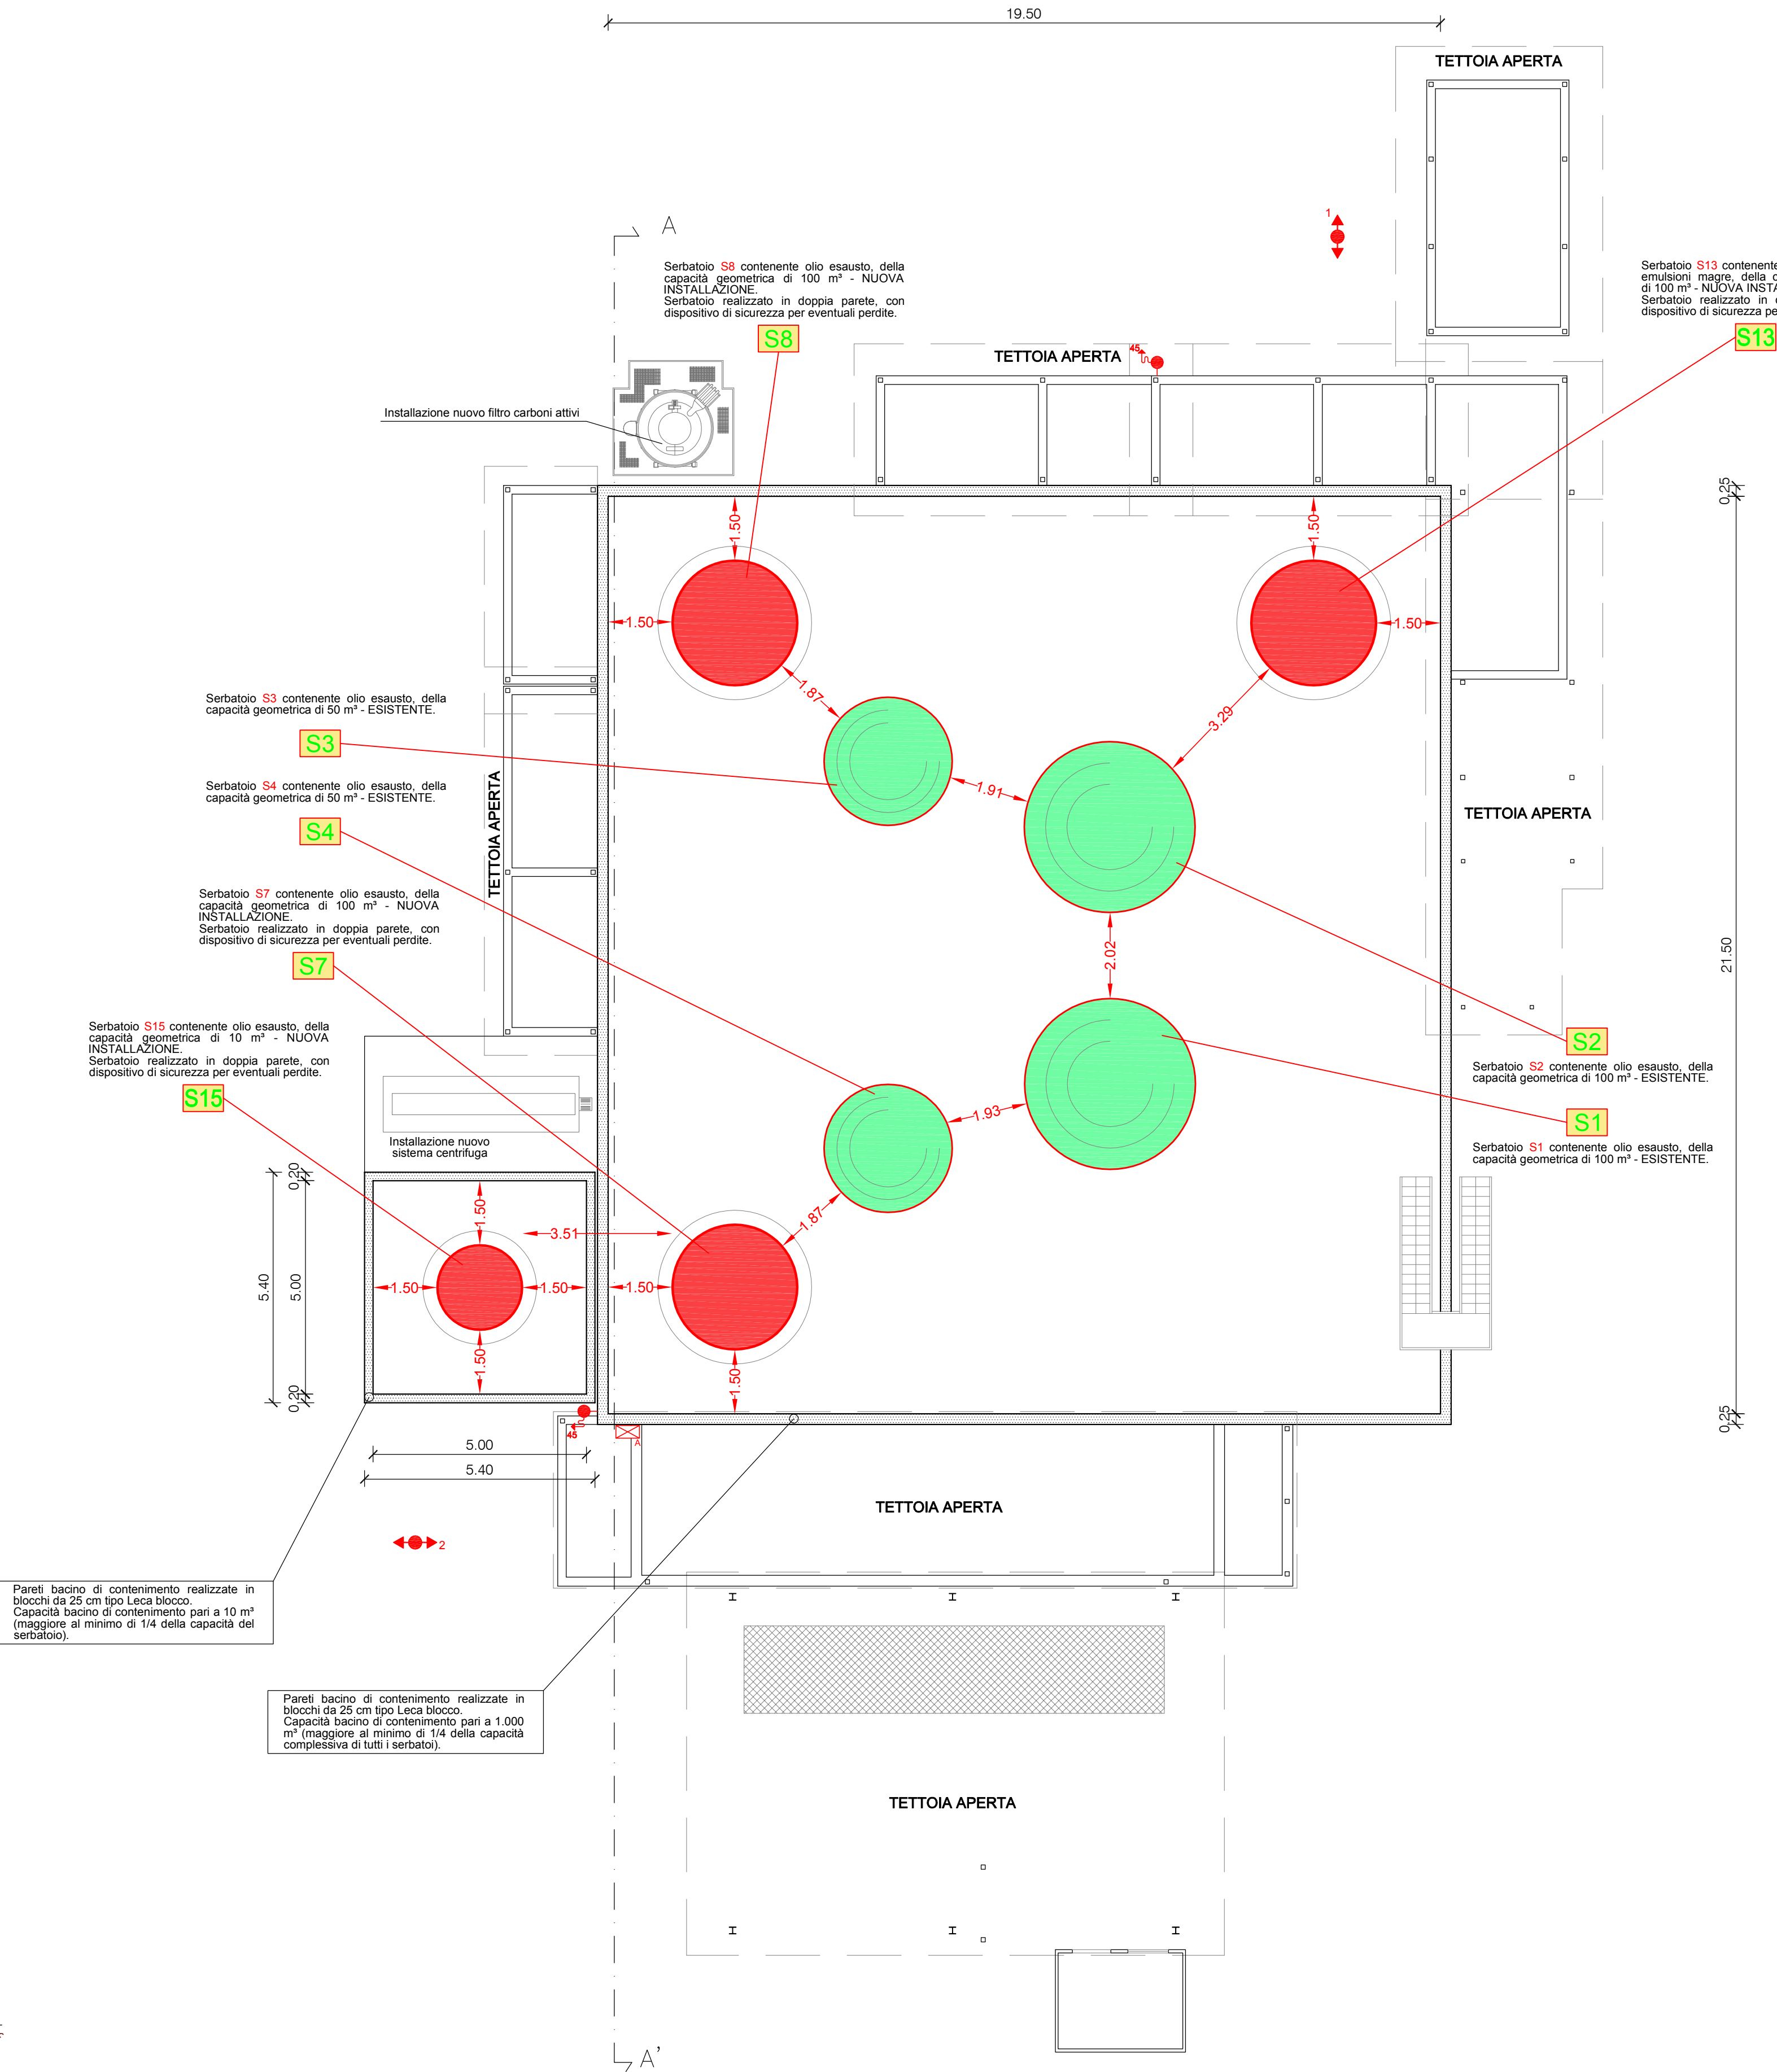 19.50
TETTOIA APERTA
A
1
Serbatoio S8 contenente olio esausto, della
capacità geometrica di 100 m³ - NUOVA
INSTALLAZIONE.
Serbatoio realizzato in doppia parete, con
dispositivo di sicurezza per eventuali perdite.
S8
Serbatoio S13 contenente
emulsioni magre, della
di 100 m³ - NUOVA
Serbatoio realizzato in
dispositivo di sicurezza
S13
TETTOIA APERTA
45
Installazione nuovo filtro carboni attivi
0.25
1.50
1.50
1.50
1.50
1.87
3.29
Serbatoio S3 contenente olio esausto, della
capacità geometrica di 50 m³ - ESISTENTE.
S3
Serbatoio S4 contenente olio esausto, della
capacità geometrica di 50 m³ - ESISTENTE.
S4
1.91
TETTOIA APERTA
TETTOIA APERTA
Serbatoio S7 contenente olio esausto, della
capacità geometrica di 100 m³ - NUOVA
INSTALLAZIONE.
Serbatoio realizzato in doppia parete, con
dispositivo di sicurezza per eventuali perdite.
S7
2.02
21.50
Serbatoio S15 contenente olio esausto, della
capacità geometrica di 10 m³ - NUOVA
INSTALLAZIONE.
Serbatoio realizzato in doppia parete, con
dispositivo di sicurezza per eventuali perdite.
S15
S2
Serbatoio S2 contenente olio esausto, della
capacità geometrica di 100 m³ - ESISTENTE.
S1
Serbatoio S1 contenente olio esausto, della
capacità geometrica di 100 m³ - ESISTENTE.
Installazione nuovo
sistema centrifuga
1.93
0.20
1.50
3.51
1.87
5.40
5.00
1.50
1.50
1.50
1.50
1.50
0.20
0.25
45
A
5.00
5.40
TETTOIA APERTA
2
Pareti bacino di contenimento realizzate in
blocchi da 25 cm tipo Leca blocco.
Capacità bacino di contenimento pari a 10 m³
(maggiore al minimo di 1/4 della capacità del
serbatoio).
Pareti bacino di contenimento realizzate in
blocchi da 25 cm tipo Leca blocco.
Capacità bacino di contenimento pari a 1.000
m³ (maggiore al minimo di 1/4 della capacità
complessiva di tutti i serbatoi).
TETTOIA APERTA
A'